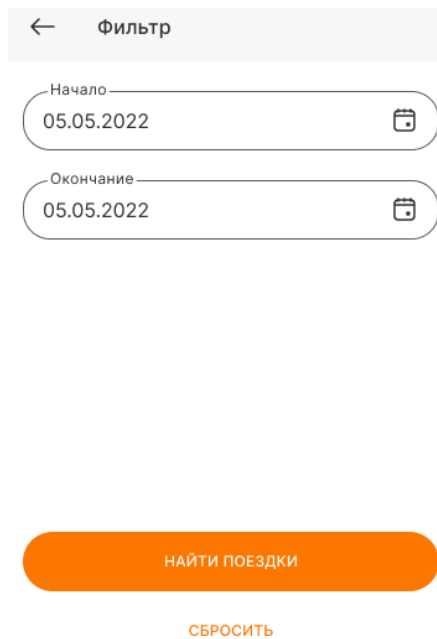 Фильтр
Начало
05.05.2022
Окончание
05.05.2022
НАЙТИ ПОЕЗДКИ
СБРОСИТЬ